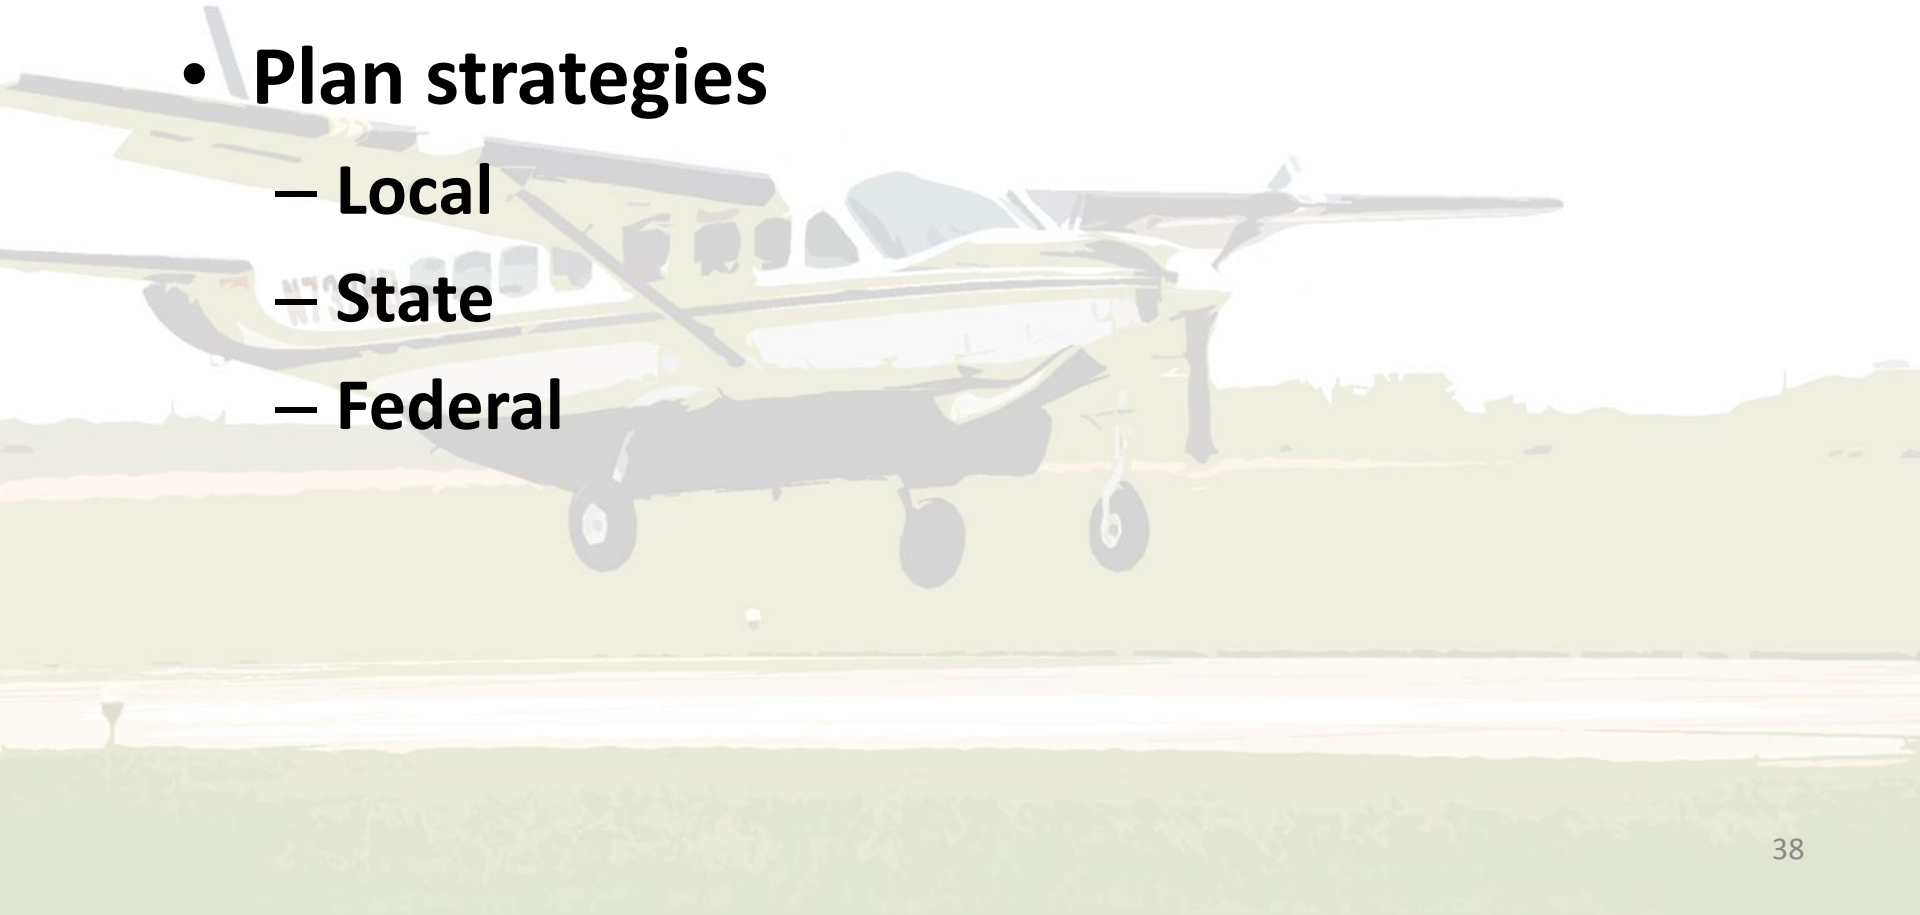 • Plan strategies
– Local
– State
– Federal
38